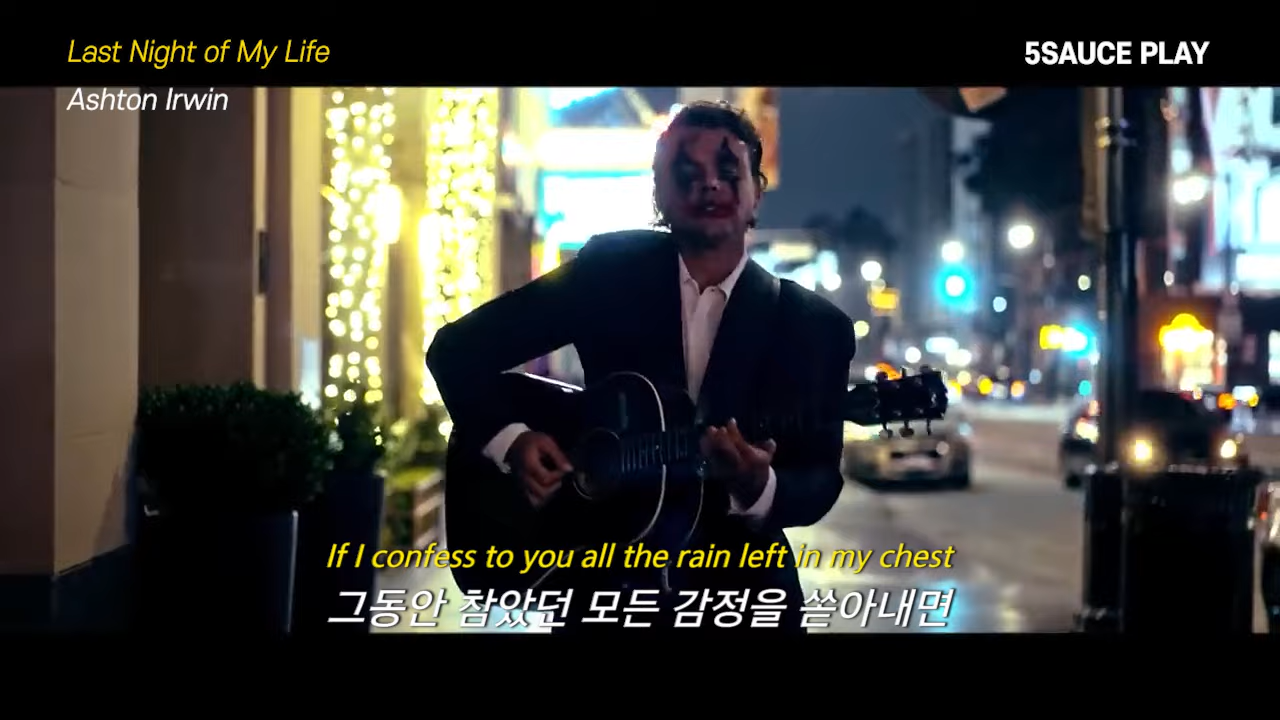 Last Night of My Life
5SAUCE PLAY
Ashton Irwin
If I confess to you all the rain left in my chest
그동안 참았던 모든 감정을 쏟아내면